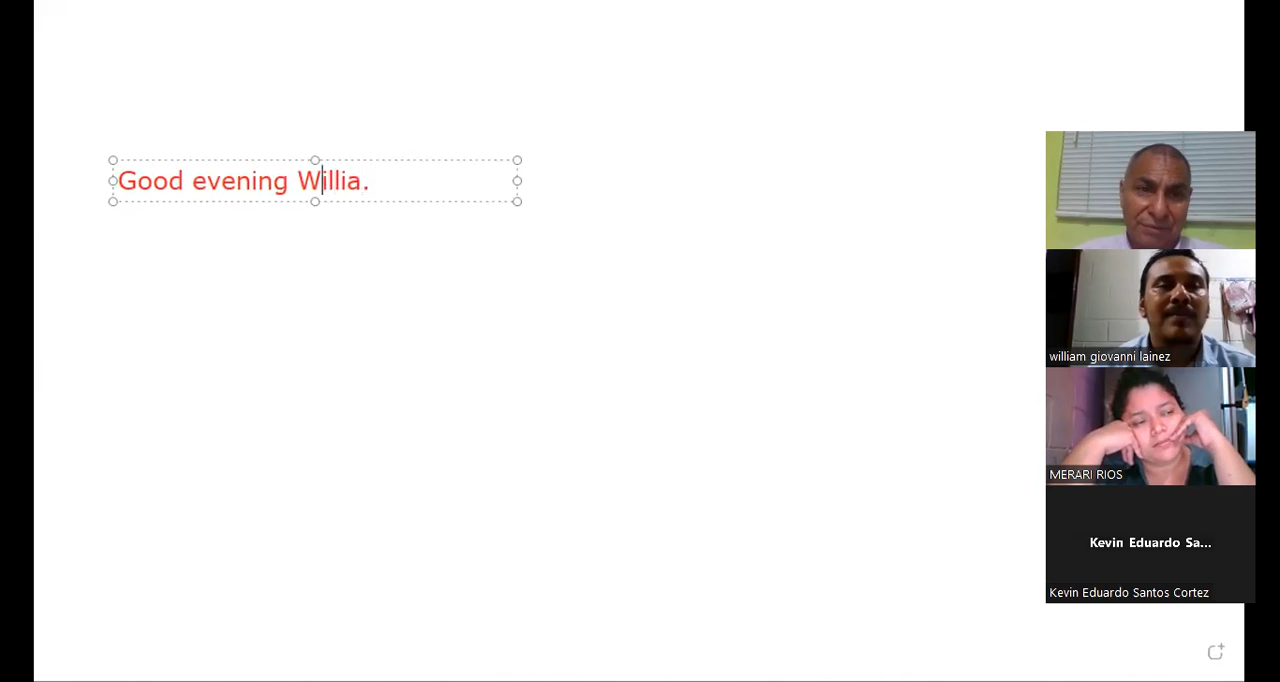 Good evening Willia.
william giovanni lainez
MERARI RIOS
Kevin Eduardo Sa...
Kevin Eduardo Santos Cortez